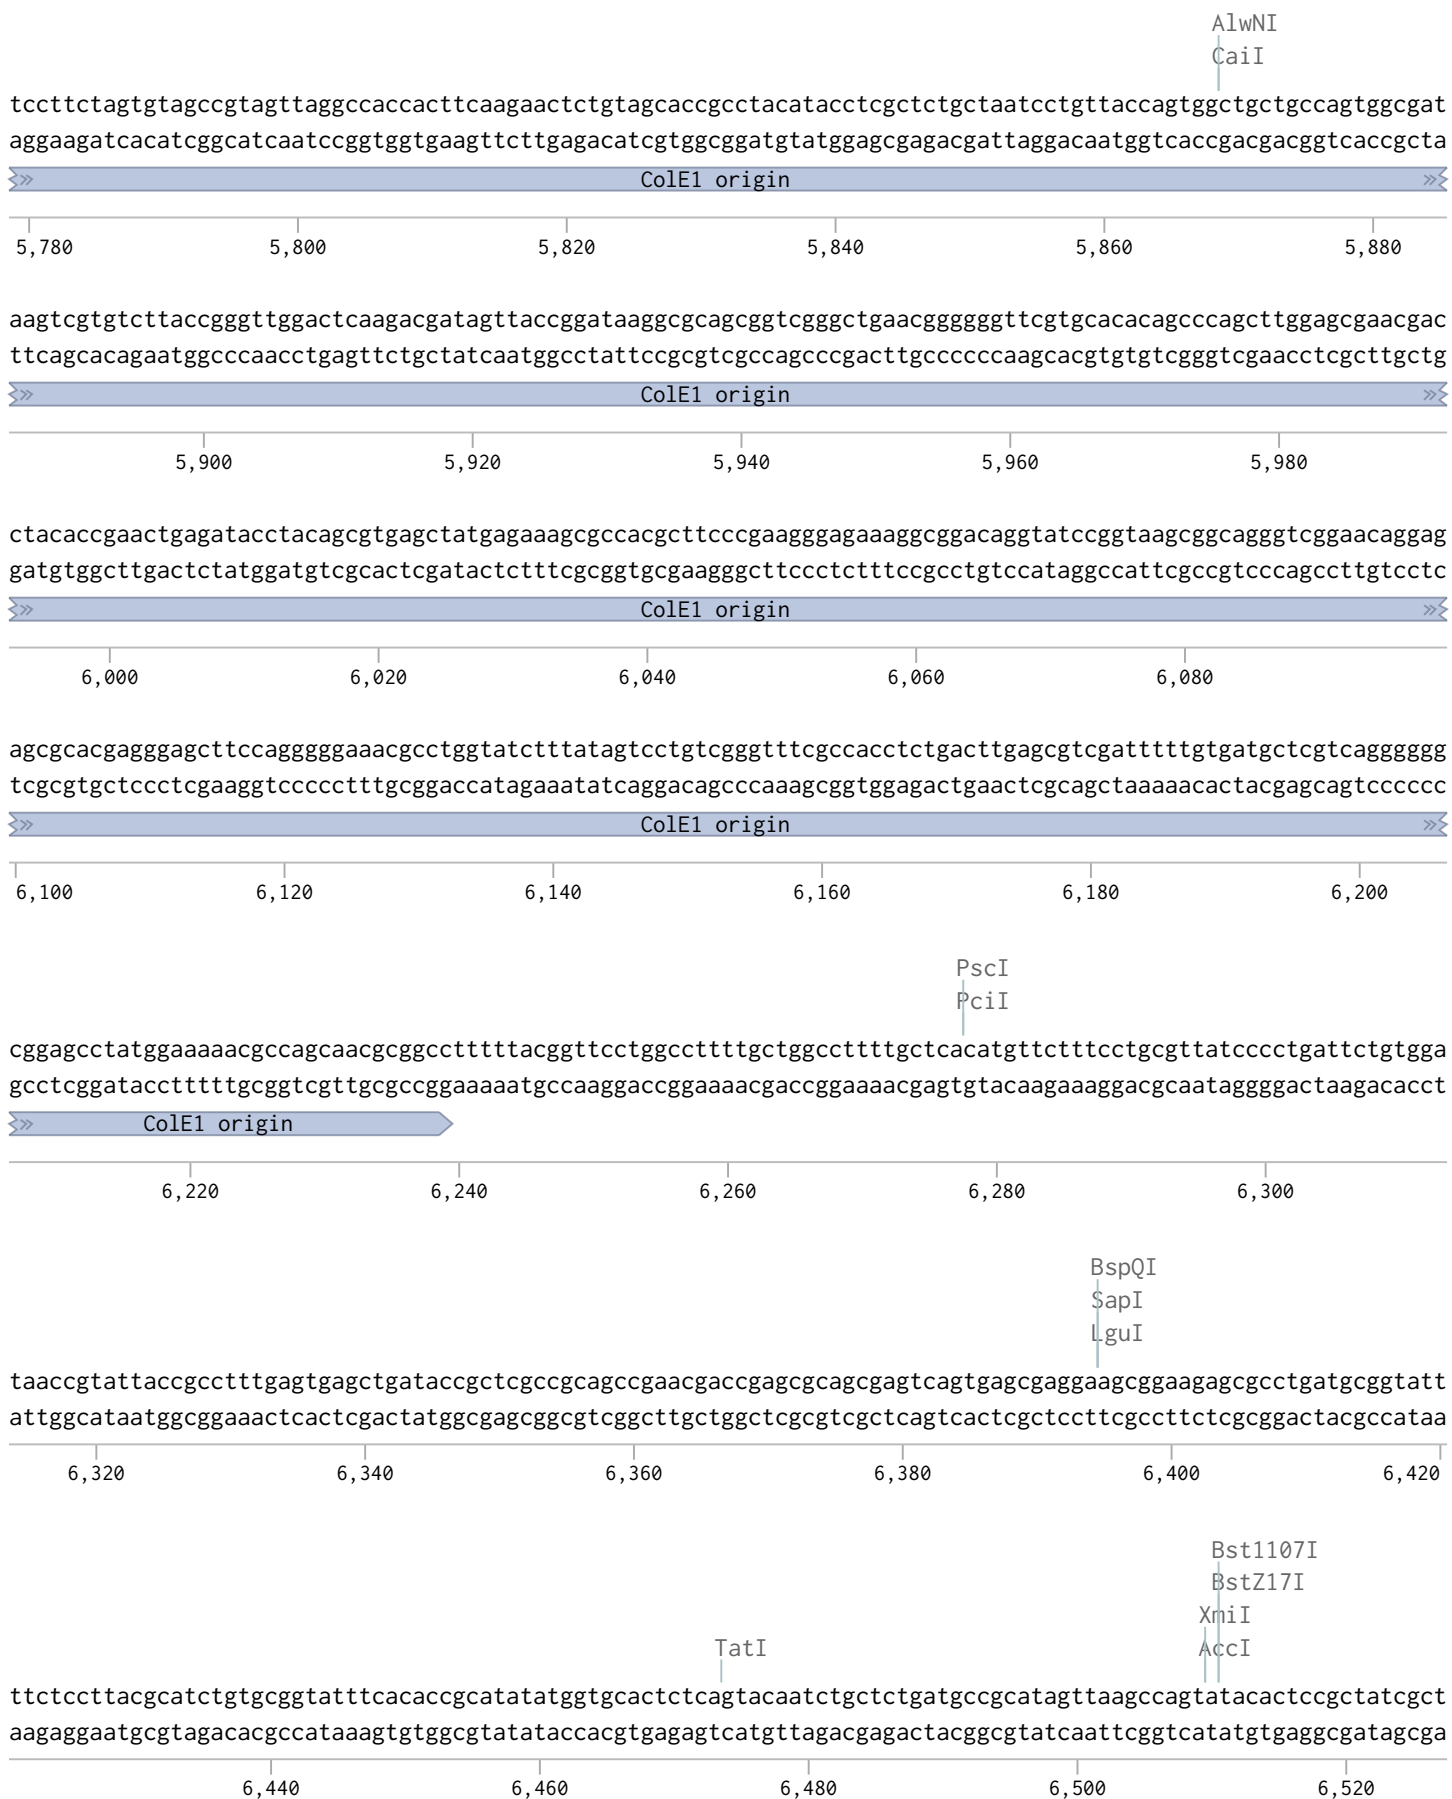 AlwNI
CaiI
tccttctagtgtagccgtagttaggccaccacttcaagaactctgtagcaccgcctacatacctcgctctgctaatcctgttaccagtggctgctgccagtggcgat
aggaagatcacatcggcatcaatccggtggtgaagttcttgagacatcgtggcggatgtatggagcgagacgattaggacaatggtcaccgacgacggtcaccgcta
ColE1 origin
5,780 5,800 5,820 5,840 5,860 5,880
aagtcgtgtcttaccgggttggactcaagacgatagttaccggataaggcgcagcggtcgggctgaacggggggttcgtgcacacagcccagcttggagcgaacgac
ttcagcacagaatggcccaacctgagttctgctatcaatggcctattccgcgtcgccagcccgacttgccccccaagcacgtgtgtcgggtcgaacctcgcttgctg
ColE1 origin
5,900 5,920 5,940 5,960 5,980
ctacaccgaactgagatacctacagcgtgagctatgagaaagcgccacgcttcccgaagggagaaaggcggacaggtatccggtaagcggcagggtcggaacaggag
gatgtggcttgactctatggatgtcgcactcgatactctttcgcggtgcgaagggcttccctctttccgcctgtccataggccattcgccgtcccagccttgtcctc
ColE1 origin
6,000 6,020 6,040 6,060 6,080
agcgcacgagggagcttccagggggaaacgcctggtatctttatagtcctgtcgggtttcgccacctctgacttgagcgtcgatttttgtgatgctcgtcagggggg
tcgcgtgctccctcgaaggtccccctttgcggaccatagaaatatcaggacagcccaaagcggtggagactgaactcgcagctaaaaacactacgagcagtcccccc
ColE1 origin
6,100 6,120 6,140 6,160 6,180 6,200
PscI
PciI
cggagcctatggaaaaacgccagcaacgcggcctttttacggttcctggccttttgctggccttttgctcacatgttctttcctgcgttatcccctgattctgtgga
gcctcggatacctttttgcggtcgttgcgccggaaaaatgccaaggaccggaaaacgaccggaaaacgagtgtacaagaaaggacgcaataggggactaagacacct
ColE1 origin
6,220 6,240 6,260 6,280 6,300
BspQI
SapI
LguI
taaccgtattaccgcctttgagtgagctgataccgctcgccgcagccgaacgaccgagcgcagcgagtcagtgagcgaggaagcggaagagcgcctgatgcggtatt
attggcataatggcggaaactcactcgactatggcgagcggcgtcggcttgctggctcgcgtcgctcagtcactcgctccttcgccttctcgcggactacgccataa
6,320 6,340 6,360 6,380 6,400 6,420
Bst1107I
BstZ17I
XmiI
TatI AccI
ttctccttacgcatctgtgcggtatttcacaccgcatatatggtgcactctcagtacaatctgctctgatgccgcatagttaagccagtatacactccgctatcgct
aagaggaatgcgtagacacgccataaagtgtggcgtatataccacgtgagagtcatgttagacgagactacggcgtatcaattcggtcatatgtgaggcgatagcga
6,440 6,460 6,480 6,500 6,520